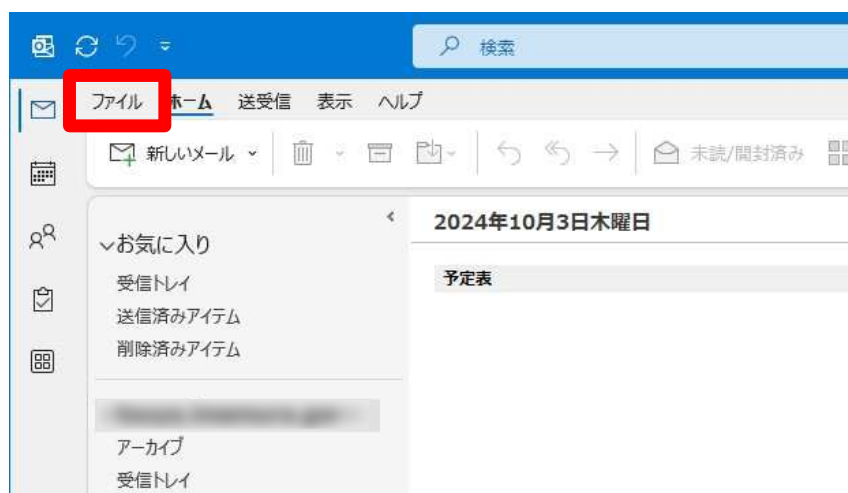 検索
ファイル ホーム 送受信 表示 ヘルプ
新しいメール 未読/開封済み
お気に入り
受信トレイ
送信済みアイテム
削除済みアイテム
アーカイブ
受信トレイ
2024年10月3日木曜日
予定表